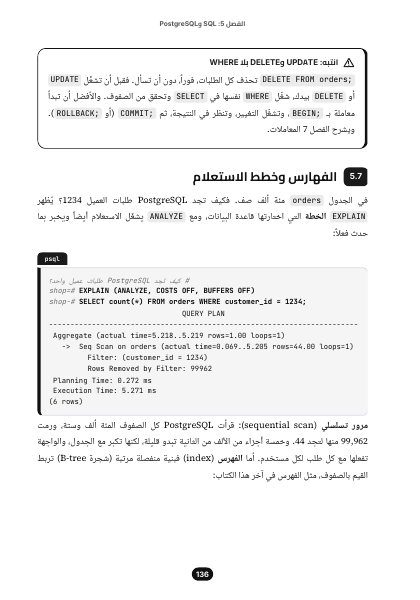 الفصل 5: SQL وPostgreSQL
انتبه: UPDATE وDELETE بلا WHERE
DELETE FROM orders; تحذف كل الطلبات، فورا، دون أن تسأل. فقبل أن تشغّل UPDATE
أو DELETE بيدك، شغّل WHERE نفسها في SELECT وتحقق من الصفوف. والأفضل أن تبدأ
معاملة بـ BEGIN; ، وتشغّل التغيير، وتنظر في النتيجة، ثم COMMIT; (أو ROLLBACK;).
ويشرح الفصل 7 المعاملات.
5.7 الفهارس وخطط الاستعلام
في الجدول orders مئة ألف صف. فكيف تجد PostgreSQL طلبات العميل 1234؟ يُظهر
EXPLAIN الخطة التي اختارتها قاعدة البيانات، ومع ANALYZE يشغّل الاستعلام أيضاً ويخبر بما
حدث فعلاً:
psql
# كيف تجد PostgreSQL طلبات عميل واحد؟
shop=# EXPLAIN (ANALYZE, COSTS OFF, BUFFERS OFF)
shop-# SELECT count(*) FROM orders WHERE customer_id = 1234;
QUERY PLAN
--------------------------------------------------------------------------
Aggregate (actual time=5.218..5.219 rows=1.00 loops=1)
-> Seq Scan on orders (actual time=0.069..5.205 rows=44.00 loops=1)
Filter: (customer_id = 1234)
Rows Removed by Filter: 99962
Planning Time: 0.272 ms
Execution Time: 5.271 ms
(6 rows)
مرور تسلسلي (sequential scan): قرأت PostgreSQL كل الصفوف المئة ألف وستة، ورمت
99,962 منها لتجد 44. وخمسة أجزاء من الألف من الثانية تبدو قليلة، لكنها تكبر مع الجدول، والواجهة
تفعلها مع كل طلب لكل مستخدم. أما الفهرس (index) فبنية منفصلة مرتبة (شجرة B-tree) تربط
القيم بالصفوف، مثل الفهرس في آخر هذا الكتاب:
136